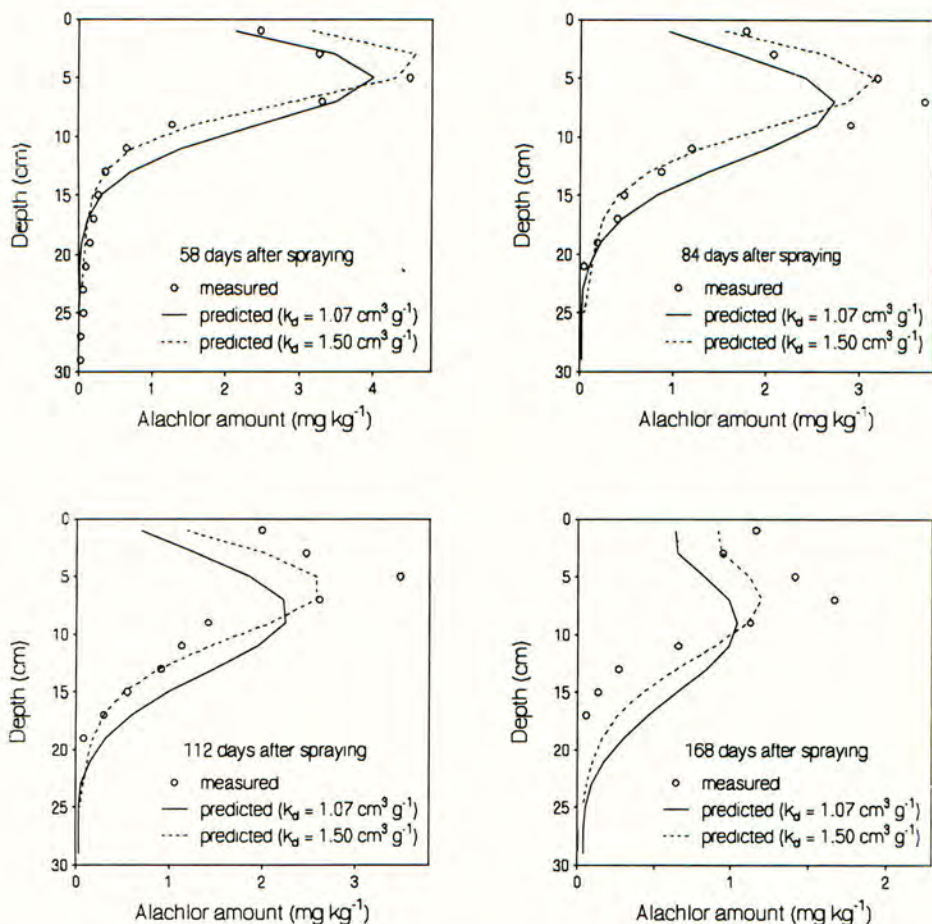 0
5
10
15
20
25
30
Depth (cm)
58 days after spraying
measured
predicted (k_d = 1.07 cm³ g⁻¹)
predicted (k_d = 1.50 cm³ g⁻¹)
0 1 2 3 4
Alachlor amount (mg kg⁻¹)
0
5
10
15
20
25
30
Depth (cm)
84 days after spraying
measured
predicted (k_d = 1.07 cm³ g⁻¹)
predicted (k_d = 1.50 cm³ g⁻¹)
0 1 2 3
Alachlor amount (mg kg⁻¹)
0
5
10
15
20
25
30
Depth (cm)
112 days after spraying
measured
predicted (k_d = 1.07 cm³ g⁻¹)
predicted (k_d = 1.50 cm³ g⁻¹)
0 1 2 3
Alachlor amount (mg kg⁻¹)
0
5
10
15
20
25
30
Depth (cm)
168 days after spraying
measured
predicted (k_d = 1.07 cm³ g⁻¹)
predicted (k_d = 1.50 cm³ g⁻¹)
0 1 2
Alachlor amount (mg kg⁻¹)